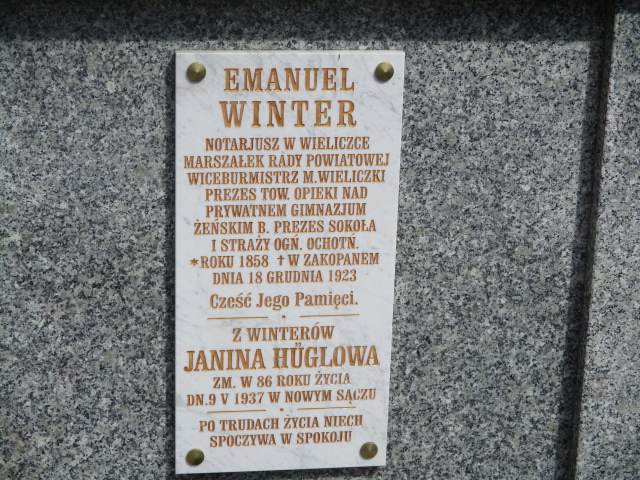 EMANUEL
WINTER
NOTARJUSZ W WIELICZCE
MARSZAŁEK RADY POWIATOWEJ
WICEBURMISTRZ M.WIELICZKI
PREZES TOW. OPIEKI NAD
PRYWATNEM GIMNAZJUM
ŻEŃSKIM B. PREZES SOKOŁA
I STRAŻY OGŃ. OCHOTŃ.
*ROKU 1858 †W ZAKOPANEM
DNIA 18 GRUDNIA 1923
Cześć Jego Pamięci.
Z WINTERÓW
JANINA HÜGLOWA
ZM. W 86 ROKU ŻYCIA
DN.9 V 1937 W NOWYM SĄCZU
PO TRUDACH ŻYCIA NIECH
SPOCZYWA W SPOKOJU